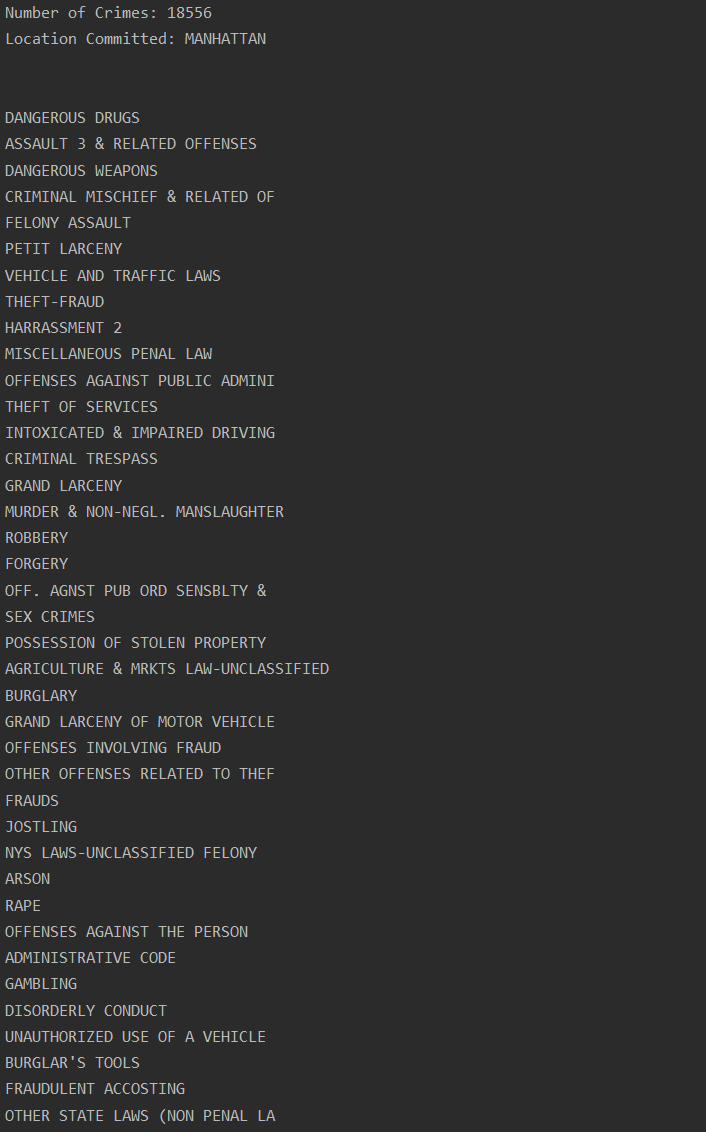 Number of Crimes: 18556
Location Committed: MANHATTAN
DANGEROUS DRUGS
ASSAULT 3 & RELATED OFFENSES
DANGEROUS WEAPONS
CRIMINAL MISCHIEF & RELATED OF
FELONY ASSAULT
PETIT LARCENY
VEHICLE AND TRAFFIC LAWS
THEFT-FRAUD
HARRASSMENT 2
MISCELLANEOUS PENAL LAW
OFFENSES AGAINST PUBLIC ADMINI
THEFT OF SERVICES
INTOXICATED & IMPAIRED DRIVING
CRIMINAL TRESPASS
GRAND LARCENY
MURDER & NON-NEGL. MANSLAUGHTER
ROBBERY
FORGERY
OFF. AGNST PUB ORD SENSBLTY &
SEX CRIMES
POSSESSION OF STOLEN PROPERTY
AGRICULTURE & MRKTS LAW-UNCLASSIFIED
BURGLARY
GRAND LARCENY OF MOTOR VEHICLE
OFFENSES INVOLVING FRAUD
OTHER OFFENSES RELATED TO THEF
FRAUDS
JOSTLING
NYS LAWS-UNCLASSIFIED FELONY
ARSON
RAPE
OFFENSES AGAINST THE PERSON
ADMINISTRATIVE CODE
GAMBLING
DISORDERLY CONDUCT
UNAUTHORIZED USE OF A VEHICLE
BURGLAR'S TOOLS
FRAUDULENT ACCOSTING
OTHER STATE LAWS (NON PENAL LA